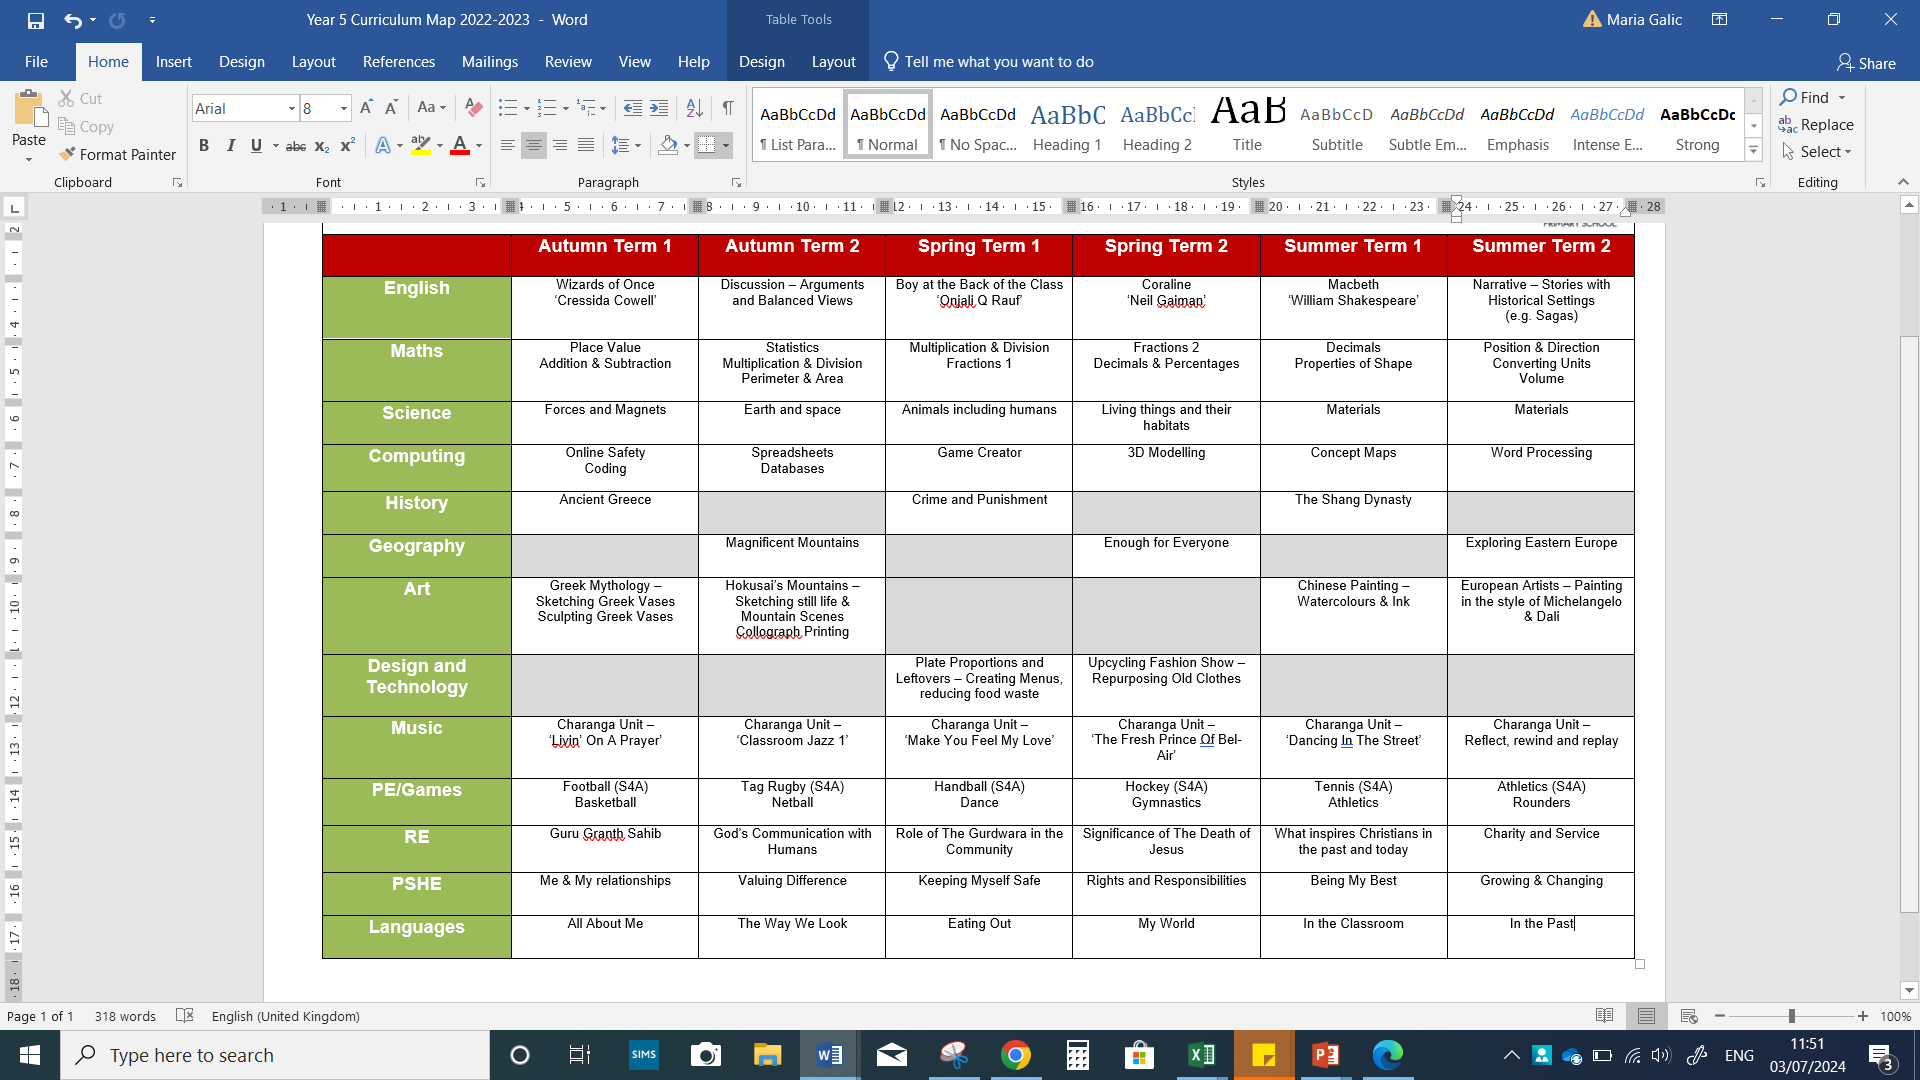 Year 5 Curriculum Map 2022-2023 - Word
Table Tools
Maria Galic
File Home Insert Design Layout References Mailings Review View Help Design Layout Tell me what you want to do
Share
Paste
Cut
Copy
Format Painter
Clipboard
Arial 8
Font
Paragraph
AaBbCcDd AaBbCcDd AaBbCcDd AaBbC AaBbCcI AaB AaBbCcD AaBbCcDd AaBbCcDd AaBbCcDd AaBbCcDc
¶ List Para... ¶ Normal ¶ No Spac... Heading 1 Heading 2 Title Subtitle Subtle Em... Emphasis Intense E... Strong
Styles
Find
Replace
Select
Editing
PRIMARY SCHOOL
Autumn Term 1 Autumn Term 2 Spring Term 1 Spring Term 2 Summer Term 1 Summer Term 2
English
Wizards of Once
‘Cressida Cowell’
Discussion – Arguments
and Balanced Views
Boy at the Back of the Class
‘Onjali Q Rauf’
Coraline
‘Neil Gaiman’
Macbeth
‘William Shakespeare’
Narrative – Stories with
Historical Settings
(e.g. Sagas)
Maths
Place Value
Addition & Subtraction
Statistics
Multiplication & Division
Perimeter & Area
Multiplication & Division
Fractions 1
Fractions 2
Decimals & Percentages
Decimals
Properties of Shape
Position & Direction
Converting Units
Volume
Science
Forces and Magnets
Earth and space
Animals including humans
Living things and their
habitats
Materials
Materials
Computing
Online Safety
Coding
Spreadsheets
Databases
Game Creator
3D Modelling
Concept Maps
Word Processing
History
Ancient Greece
Crime and Punishment
The Shang Dynasty
Geography
Magnificent Mountains
Enough for Everyone
Exploring Eastern Europe
Art
Greek Mythology –
Sketching Greek Vases
Sculpting Greek Vases
Hokusai’s Mountains –
Sketching still life &
Mountain Scenes
Collograph Printing
Chinese Painting –
Watercolours & Ink
European Artists – Painting
in the style of Michelangelo
& Dali
Design and
Technology
Plate Proportions and
Leftovers – Creating Menus,
reducing food waste
Upcycling Fashion Show –
Repurposing Old Clothes
Music
Charanga Unit –
‘Livin’ On A Prayer’
Charanga Unit –
‘Classroom Jazz 1’
Charanga Unit –
‘Make You Feel My Love’
Charanga Unit –
‘The Fresh Prince Of Bel-
Air’
Charanga Unit –
‘Dancing In The Street’
Charanga Unit –
Reflect, rewind and replay
PE/Games
Football (S4A)
Basketball
Tag Rugby (S4A)
Netball
Handball (S4A)
Dance
Hockey (S4A)
Gymnastics
Tennis (S4A)
Athletics
Athletics (S4A)
Rounders
RE
Guru Granth Sahib
God’s Communication with
Humans
Role of The Gurdwara in the
Community
Significance of The Death of
Jesus
What inspires Christians in
the past and today
Charity and Service
PSHE
Me & My relationships
Valuing Difference
Keeping Myself Safe
Rights and Responsibilities
Being My Best
Growing & Changing
Languages
All About Me
The Way We Look
Eating Out
My World
In the Classroom
In the Past
Page 1 of 1 318 words English (United Kingdom) 100%
Type here to search
SIMS
ENG
11:51
03/07/2024
3